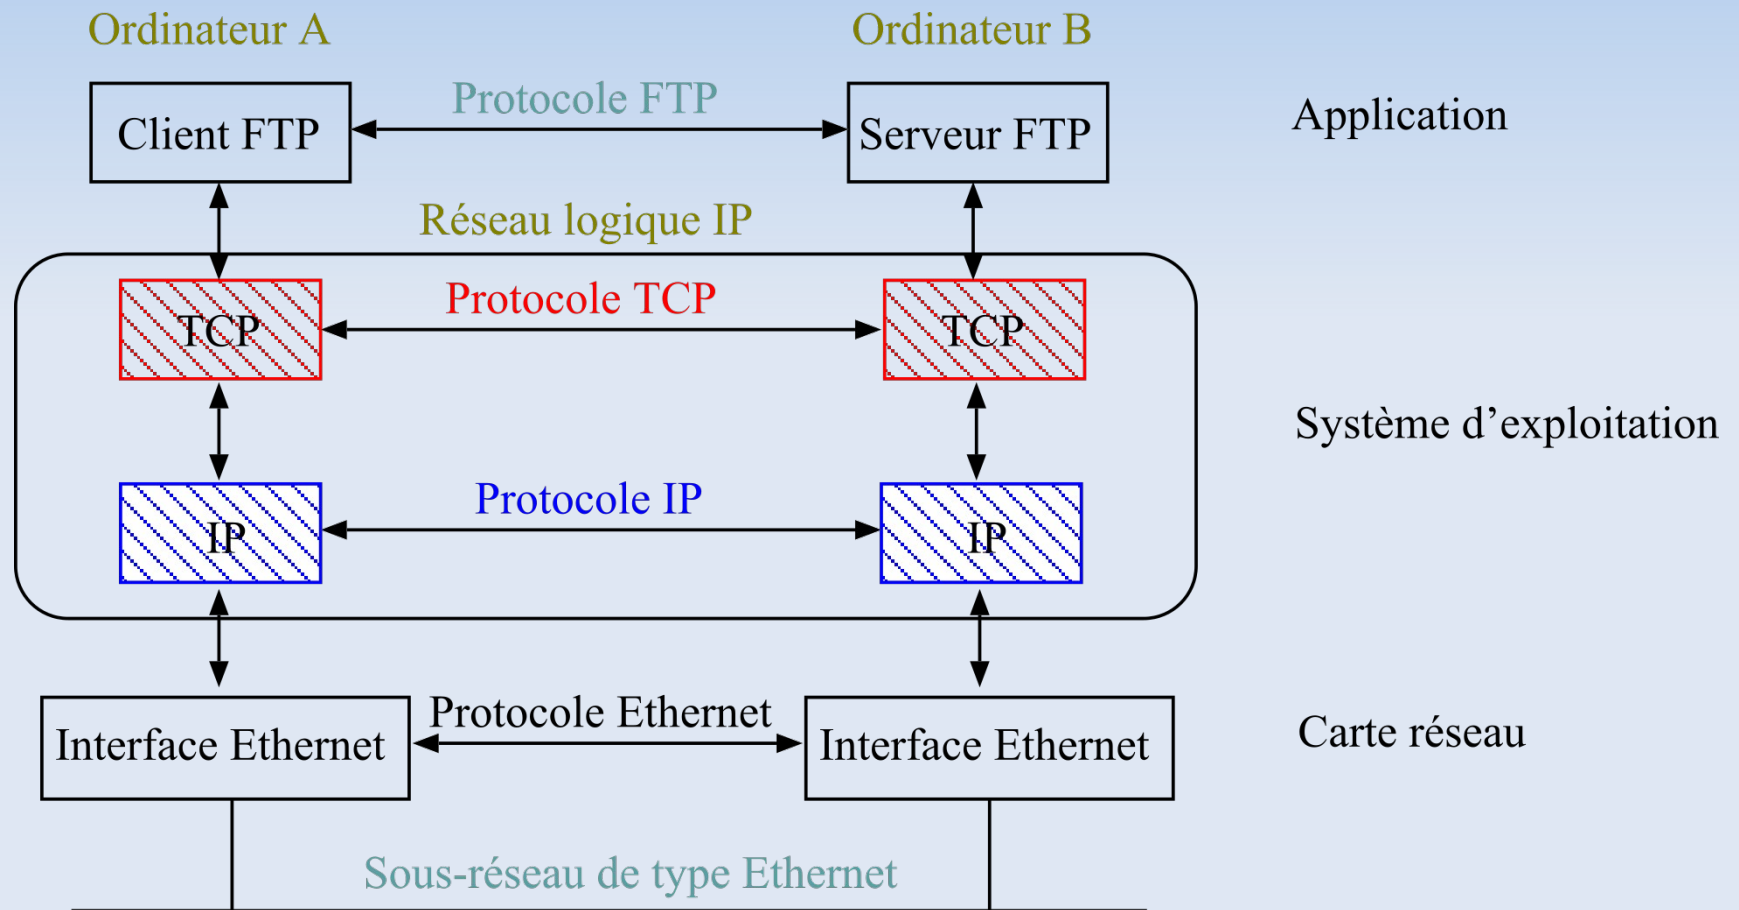 Ordinateur A
Ordinateur B
Protocole FTP
Client FTP
Serveur FTP
Application
Réseau logique IP
Protocole TCP
TCP
TCP
Système d’exploitation
Protocole IP
IP
IP
Protocole Ethernet
Interface Ethernet
Interface Ethernet
Carte réseau
Sous-réseau de type Ethernet